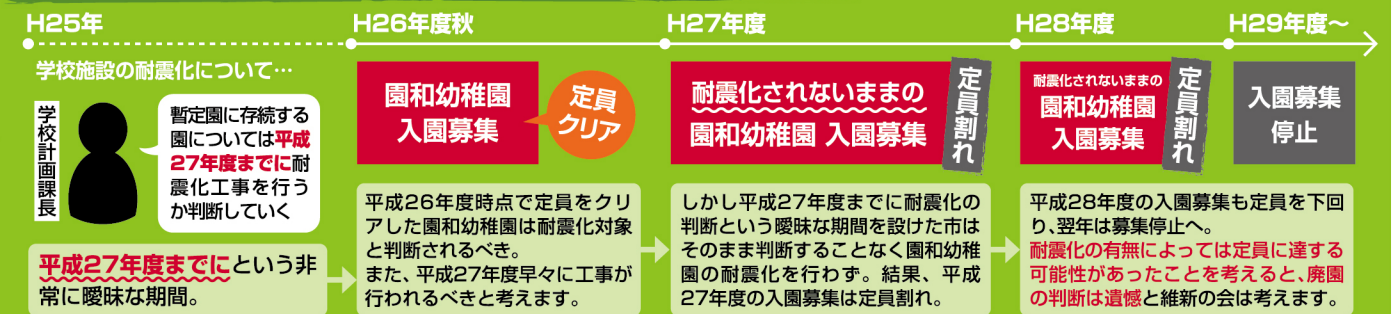 H25年
学校施設の耐震化について…
学校計画課長
暫定園に存続する
園については平成
27年度までに耐
震化工事を行う
か判断していく
平成27年度までにという非
常に曖昧な期間。
H26年度秋
園和幼稚園
入園募集
定員
クリア
平成26年度時点で定員をクリ
アした園和幼稚園は耐震化対象
と判断されるべき。
また、平成27年度早々に工事が
行われるべきと考えます。
H27年度
耐震化されないままの
園和幼稚園 入園募集
定員割れ
しかし平成27年度までに耐震化の
判断という曖昧な期間を設けた市は
そのまま判断することなく園和幼稚
園の耐震化を行わず。結果、平成
27年度の入園募集は定員割れ。
H28年度
耐震化されないままの
園和幼稚園
入園募集
定員割れ
平成28年度の入園募集も定員を下回
り、翌年は募集停止へ。
耐震化の有無によっては定員に達する
可能性があったことを考えると、廃園
の判断は遺憾と維新の会は考えます。
H29年度〜
入園募集
停止